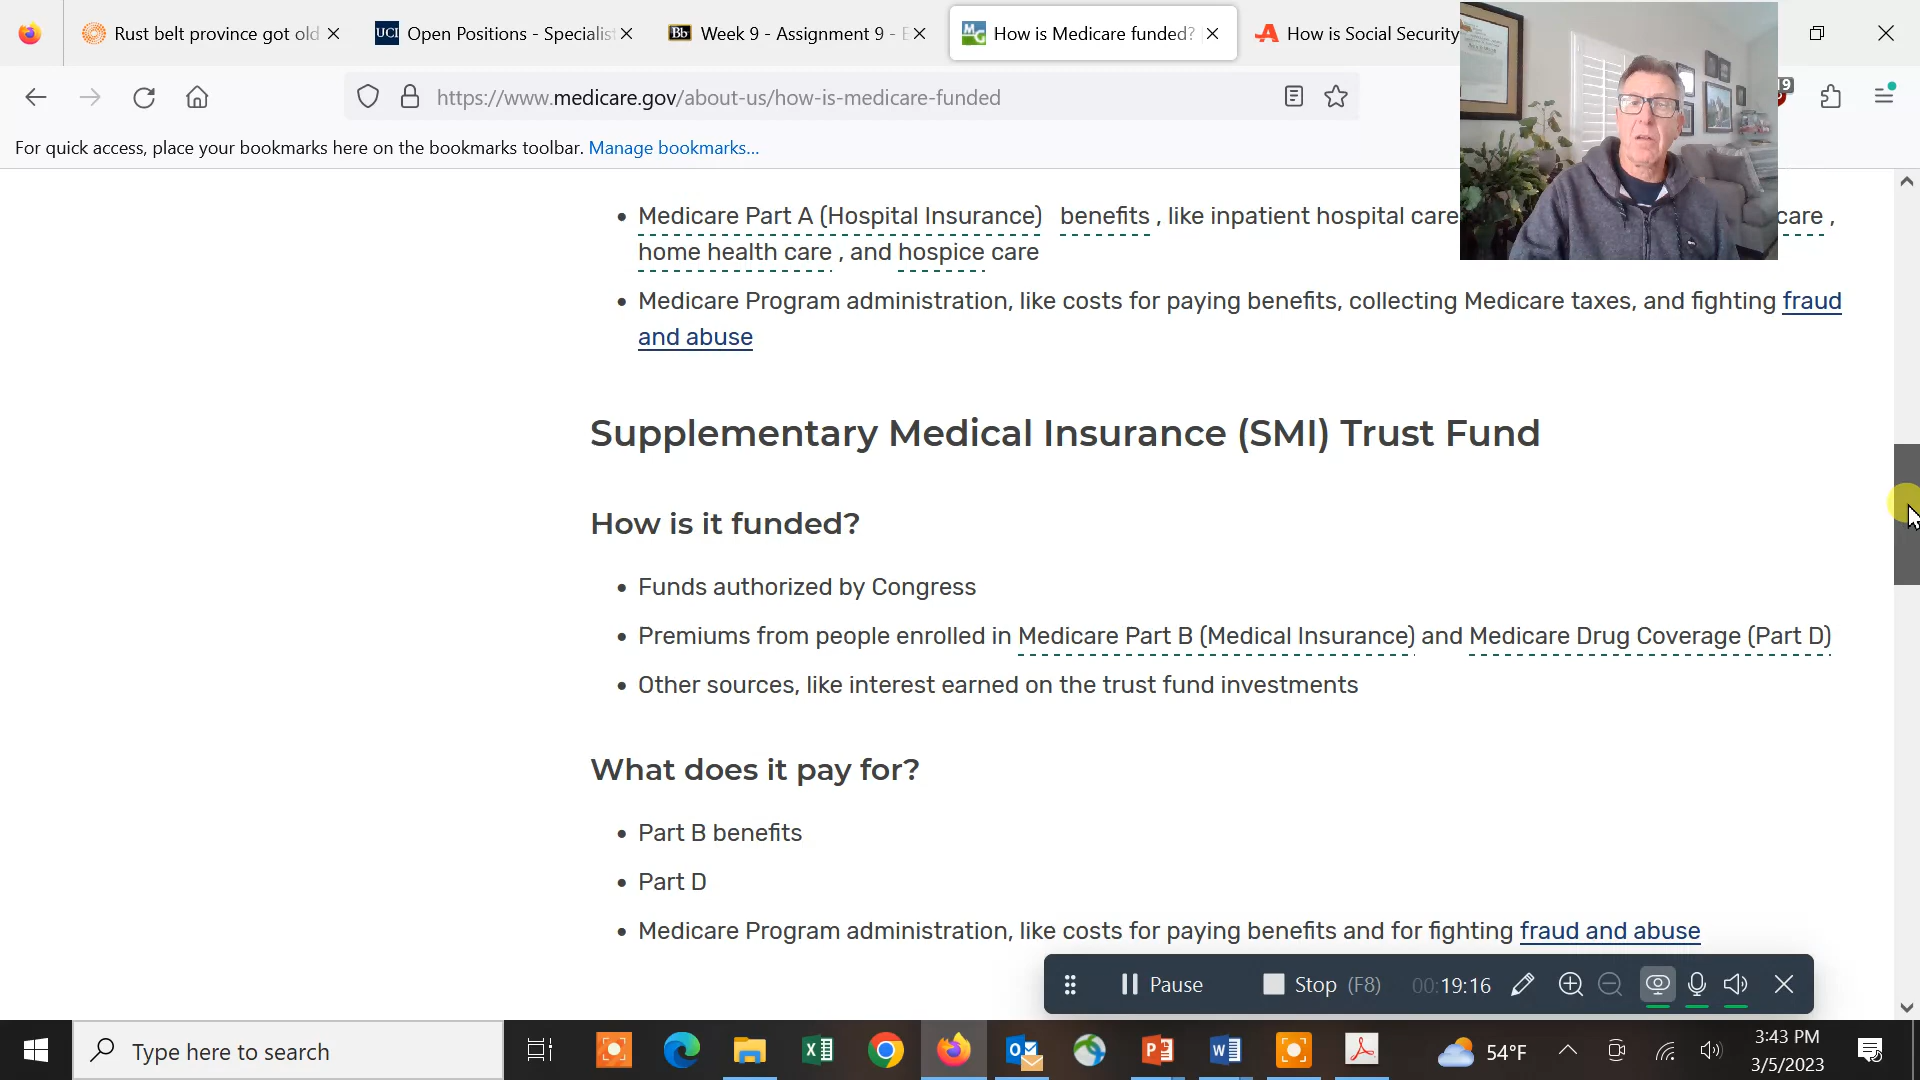 Rust belt province got old
UCI Open Positions - Specialist
Bb Week 9 - Assignment 9 - E
MG How is Medicare funded?
How is Social Security
https://www.medicare.gov/about-us/how-is-medicare-funded
19
For quick access, place your bookmarks here on the bookmarks toolbar. Manage bookmarks...
• Medicare Part A (Hospital Insurance) benefits , like inpatient hospital care care ,
home health care , and hospice care
• Medicare Program administration, like costs for paying benefits, collecting Medicare taxes, and fighting fraud
and abuse
Supplementary Medical Insurance (SMI) Trust Fund
How is it funded?
• Funds authorized by Congress
• Premiums from people enrolled in Medicare Part B (Medical Insurance) and Medicare Drug Coverage (Part D)
• Other sources, like interest earned on the trust fund investments
What does it pay for?
• Part B benefits
• Part D
• Medicare Program administration, like costs for paying benefits and for fighting fraud and abuse
Pause Stop (F8) 00:19:16
Type here to search
54°F
3:43 PM
3/5/2023